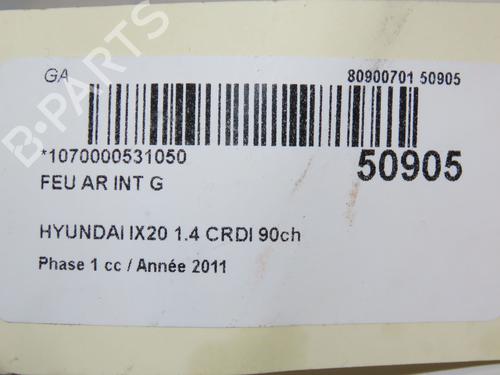 GA
80900701 50905
*1070000531050
50905
FEU AR INT G
HYUNDAI IX20 1.4 CRDI 90ch
Phase 1 cc / Année 2011
B-PARTS